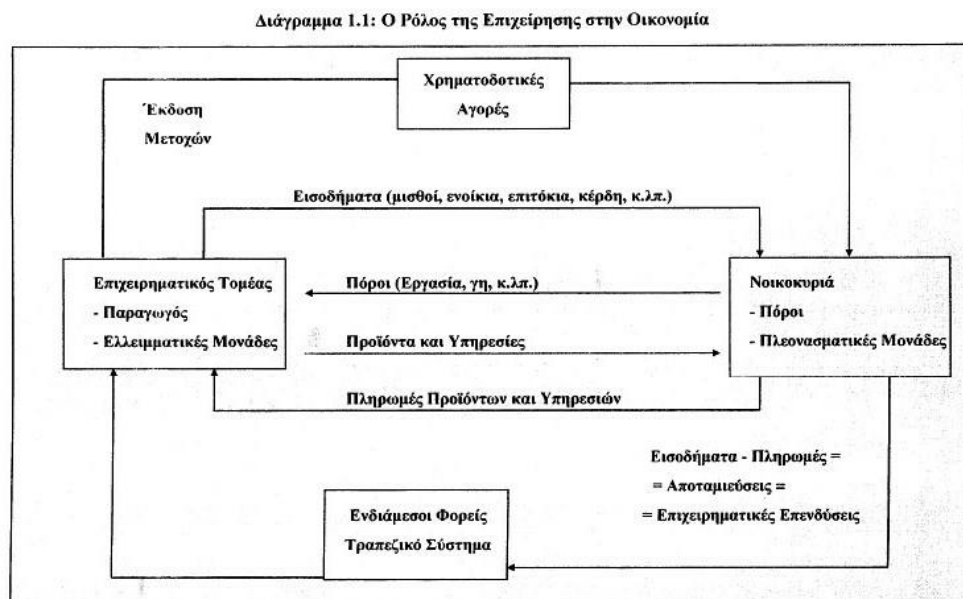 Διάγραμμα 1.1: Ο Ρόλος της Επιχείρησης στην Οικονομία
Χρηματοδοτικές
Αγορές
Έκδοση
Μετοχών
Εισοδήματα (μισθοί, ενοίκια, επιτόκια, κέρδη, κ.λπ.)
Επιχειρηματικός Τομέας
- Παραγωγός
- Ελλειμματικές Μονάδες
Πόροι (Εργασία, γη, κ.λπ.)
Προϊόντα και Υπηρεσίες
Πληρωμές Προϊόντων και Υπηρεσιών
Νοικοκυριά
- Πόροι
- Πλεονασματικές Μονάδες
Εισοδήματα - Πληρωμές =
= Αποταμιεύσεις =
= Επιχειρηματικές Επενδύσεις
Ενδιάμεσοι Φορείς
Τραπεζικό Σύστημα